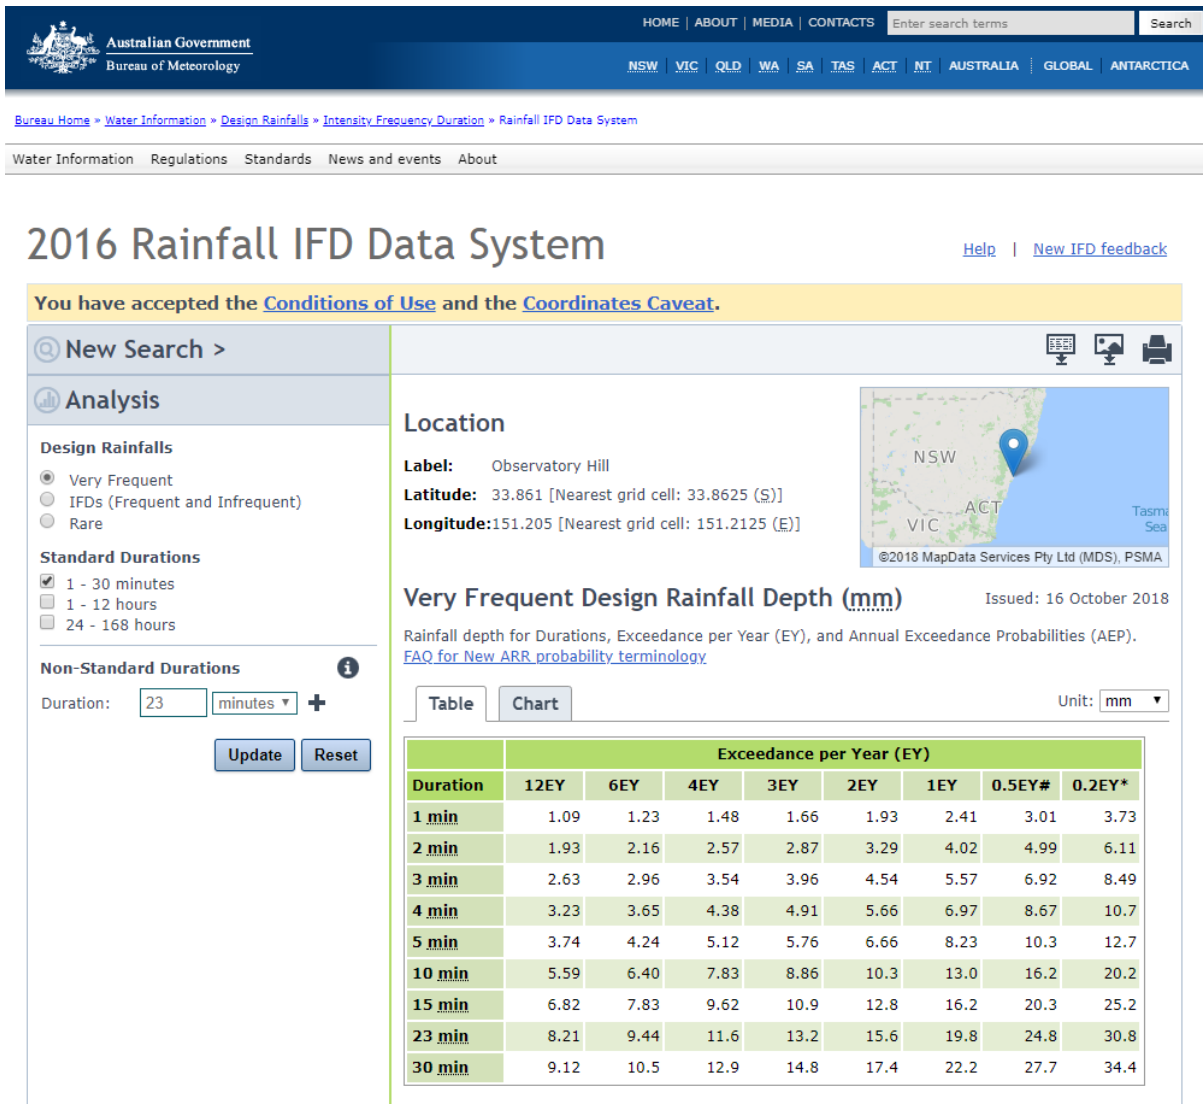 HOME | ABOUT | MEDIA | CONTACTS Enter search terms Search
Australian Government
Bureau of Meteorology
NSW VIC QLD WA SA TAS ACT NT AUSTRALIA GLOBAL ANTARCTICA
Bureau Home » Water Information » Design Rainfalls » Intensity Frequency Duration » Rainfall IFD Data System
Water Information Regulations Standards News and events About
2016 Rainfall IFD Data System
Help | New IFD feedback
You have accepted the Conditions of Use and the Coordinates Caveat.
New Search >
Analysis
Design Rainfalls
Very Frequent
IFDs (Frequent and Infrequent)
Rare
Standard Durations
1 - 30 minutes
1 - 12 hours
24 - 168 hours
Non-Standard Durations
Duration: 23 minutes
Update Reset
Location
Label: Observatory Hill
Latitude: 33.861 [Nearest grid cell: 33.8625 (S)]
Longitude:151.205 [Nearest grid cell: 151.2125 (E)]
NSW
ACT
VIC
Tasma
Sea
©2018 MapData Services Pty Ltd (MDS), PSMA
Very Frequent Design Rainfall Depth (mm)
Issued: 16 October 2018
Rainfall depth for Durations, Exceedance per Year (EY), and Annual Exceedance Probabilities (AEP).
FAQ for New ARR probability terminology
Table Chart
Unit: mm
Exceedance per Year (EY)
Duration 12EY 6EY 4EY 3EY 2EY 1EY 0.5EY# 0.2EY*
1 min 1.09 1.23 1.48 1.66 1.93 2.41 3.01 3.73
2 min 1.93 2.16 2.57 2.87 3.29 4.02 4.99 6.11
3 min 2.63 2.96 3.54 3.96 4.54 5.57 6.92 8.49
4 min 3.23 3.65 4.38 4.91 5.66 6.97 8.67 10.7
5 min 3.74 4.24 5.12 5.76 6.66 8.23 10.3 12.7
10 min 5.59 6.40 7.83 8.86 10.3 13.0 16.2 20.2
15 min 6.82 7.83 9.62 10.9 12.8 16.2 20.3 25.2
23 min 8.21 9.44 11.6 13.2 15.6 19.8 24.8 30.8
30 min 9.12 10.5 12.9 14.8 17.4 22.2 27.7 34.4